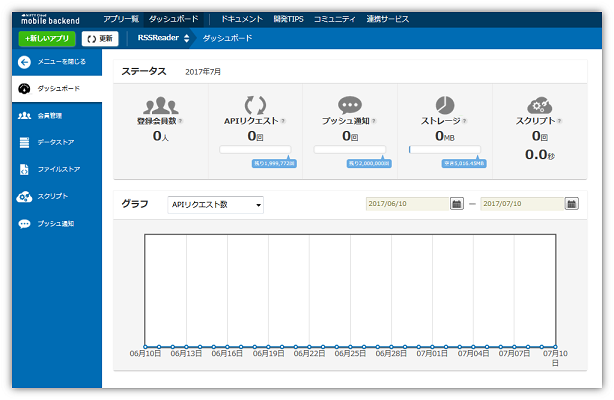 NIFTY Cloud
mobile backend
アプリ一覧 ダッシュボード ドキュメント 開発TIPS コミュニティ 連携サービス
+新しいアプリ 更新 RSSReader ダッシュボード
メニューを閉じる
ダッシュボード
会員管理
データストア
ファイルストア
スクリプト
プッシュ通知
ステータス 2017年7月
登録会員数 ? APIリクエスト ? プッシュ通知 ? ストレージ ? スクリプト ?
0人 0回 0回 0MB 0回
0.0秒
残り1,999,772回 残り2,000,000回 空き5,016.45MB
グラフ APIリクエスト数 2017/06/10 — 2017/07/10
06月10日 06月13日 06月16日 06月19日 06月22日 06月25日 06月28日 07月01日 07月04日 07月07日 07月10日